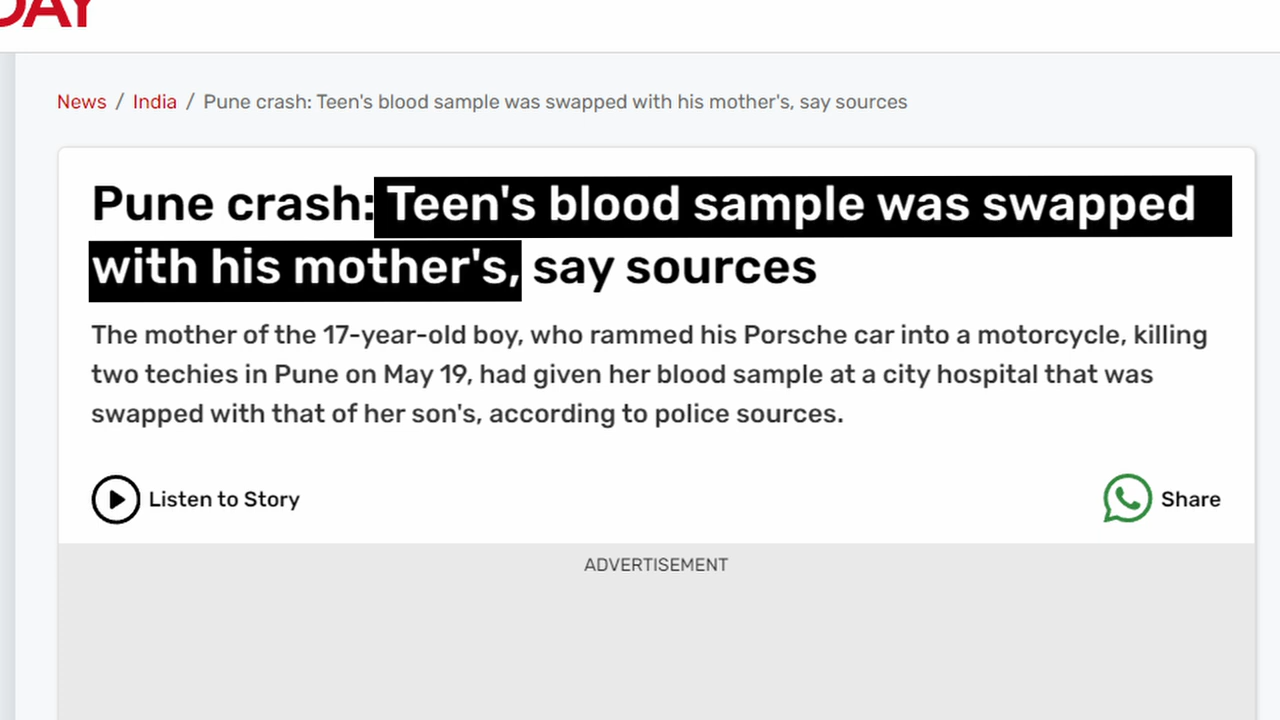 DAY
News / India / Pune crash: Teen's blood sample was swapped with his mother's, say sources
Pune crash: Teen's blood sample was swapped
with his mother's, say sources
The mother of the 17-year-old boy, who rammed his Porsche car into a motorcycle, killing
two techies in Pune on May 19, had given her blood sample at a city hospital that was
swapped with that of her son's, according to police sources.
Listen to Story
Share
ADVERTISEMENT